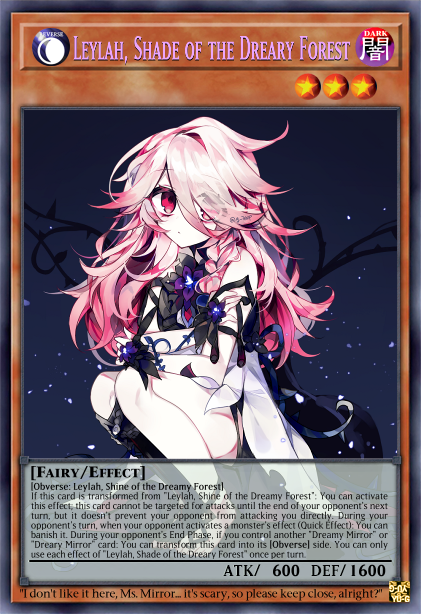 REVERSE
Leylah, Shade of the Dreary Forest
DARK
闇
[Fairy/Effect]
[Obverse: Leylah, Shine of the Dreamy Forest]
If this card is transformed from "Leylah, Shine of the Dreamy Forest": You can activate
this effect; this card cannot be targeted for attacks until the end of your opponent's next
turn, but it doesn't prevent your opponent from attacking you directly. During your
opponent's turn, when your opponent activates a monster's effect (Quick Effect): You can
banish it. During your opponent's End Phase, if you control another "Dreamy Mirror" or
"Dreary Mirror" card: You can transform this card into its [Obverse] side. You can only
use each effect of "Leylah, Shade of the Dreary Forest" once per turn.
ATK/ 600 DEF/1600
"I don't like it here, Ms. Mirror... it's scary, so please keep close, alright?"